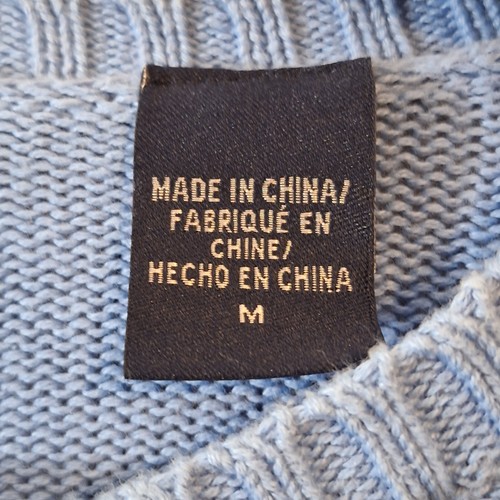 MADE IN CHINA/
FABRIQUÉ EN
CHINE/
HECHO EN CHINA
M